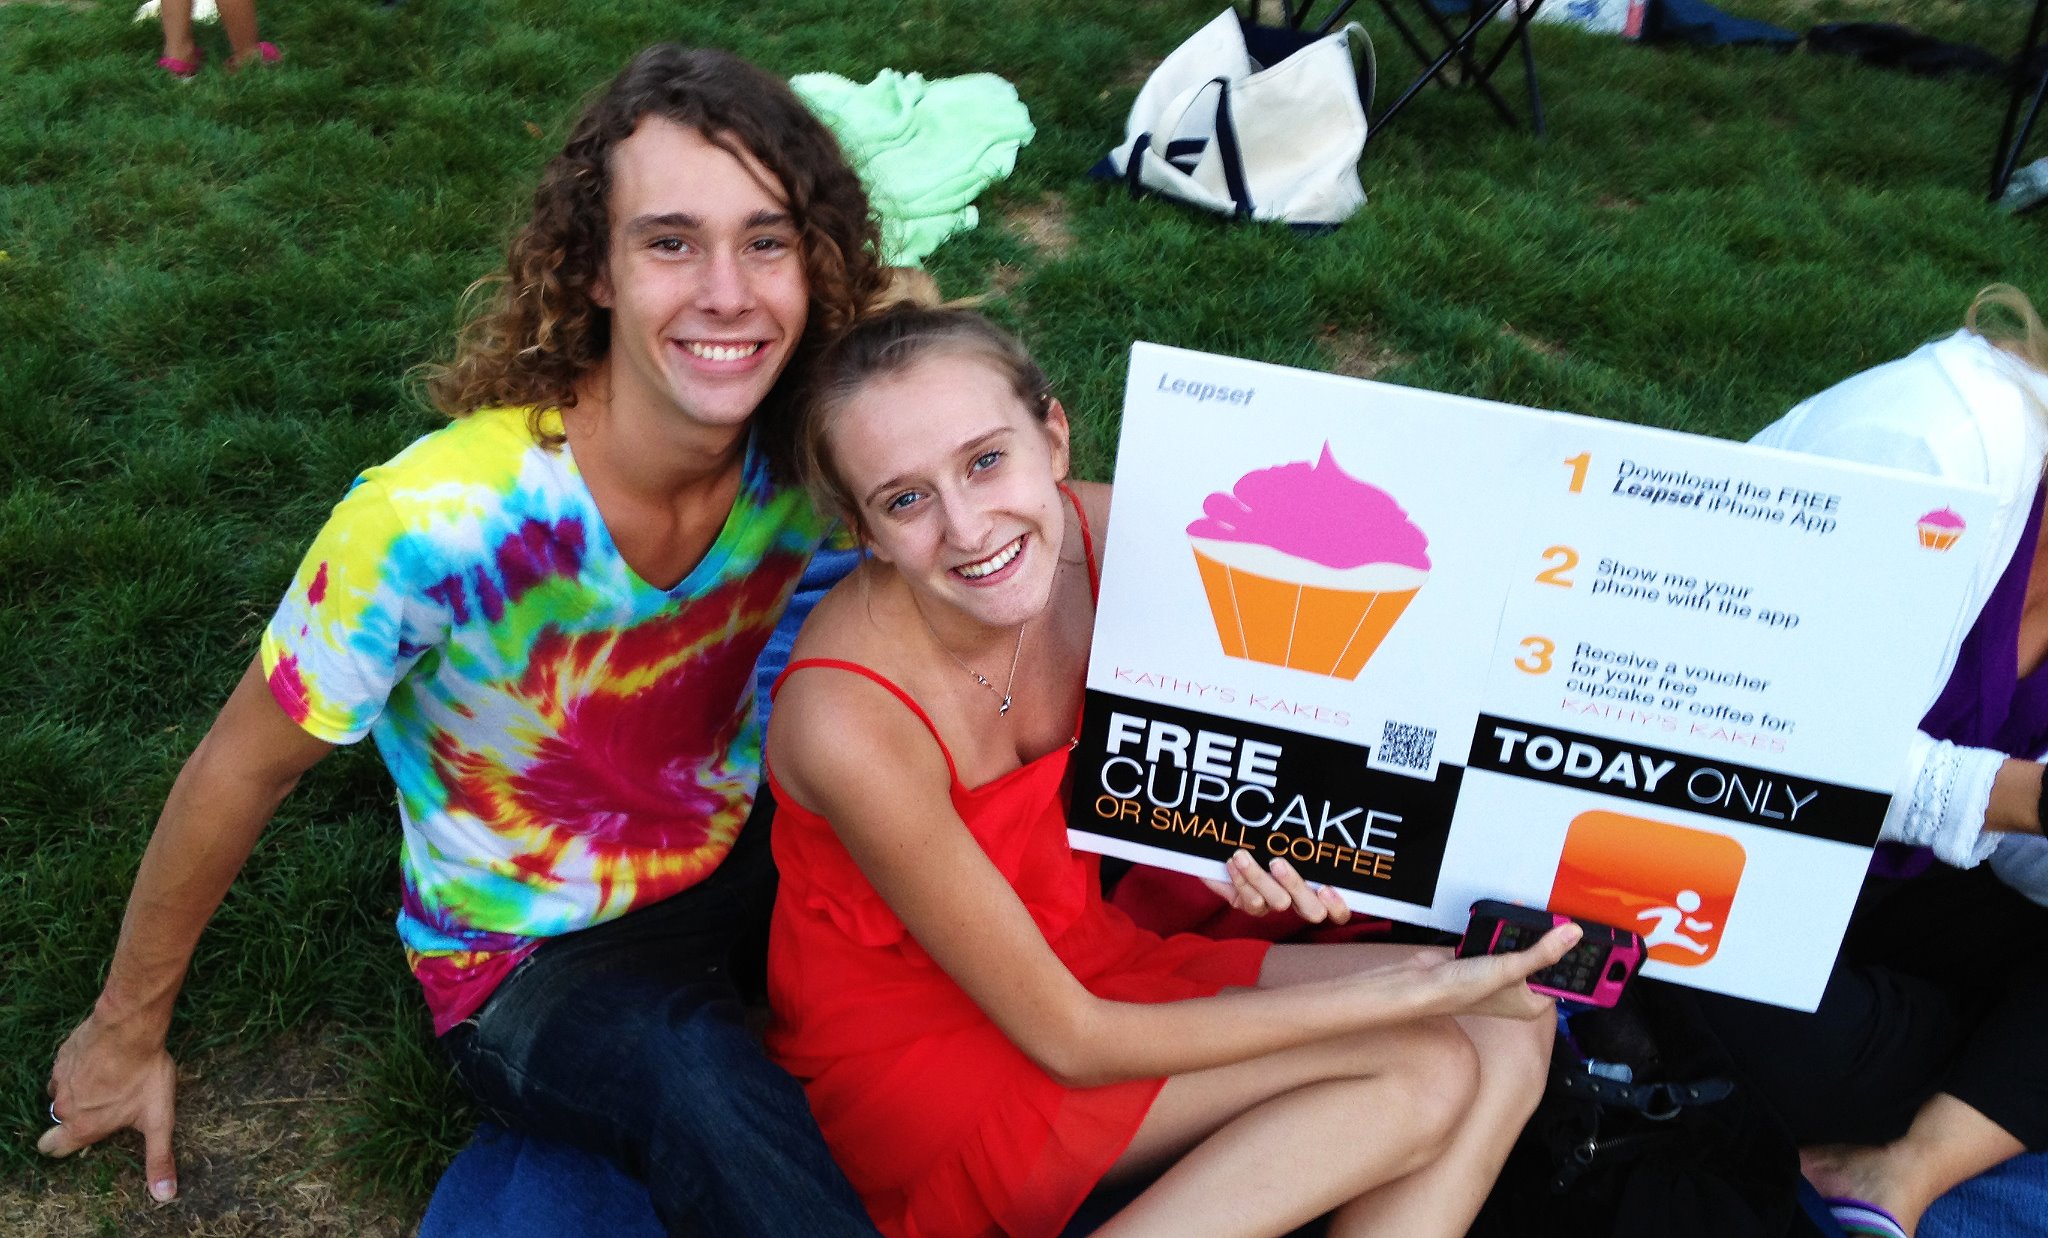 Leapset
KATHY'S KAKES
FREE
CUPCAKE
OR SMALL COFFEE
1 Download the FREE
Leapset iPhone App
2 Show me your
phone with the app
3 Receive a voucher
for your free
cupcake or coffee for:
KATHY'S KAKES
TODAY ONLY